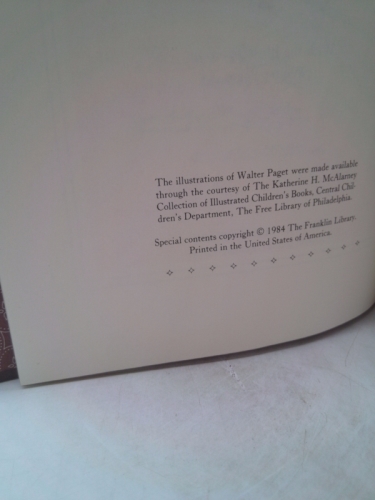 The illustrations of Walter Paget were made available
through the courtesy of The Katherine H. McAlarney
Collection of Illustrated Children's Books, Central Chil-
dren's Department, The Free Library of Philadelphia.
Special contents copyright © 1984 The Franklin Library.
Printed in the United States of America.